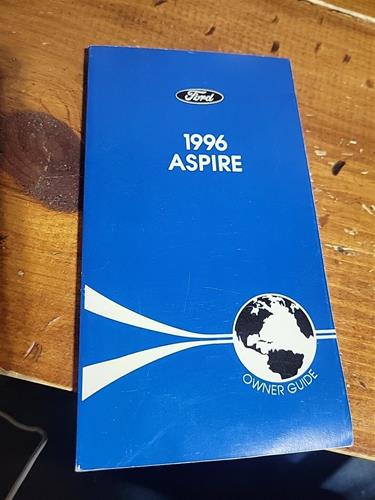 Ford
1996
ASPIRE
OWNER GUIDE